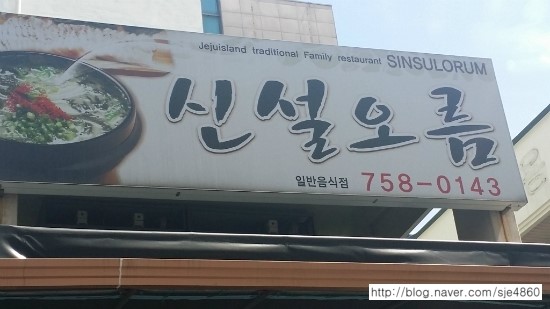 Jejuisland traditional Family restaurant SINSULORUM
신설오름
일반음식점 758-0143
http://blog.naver.com/sje4860